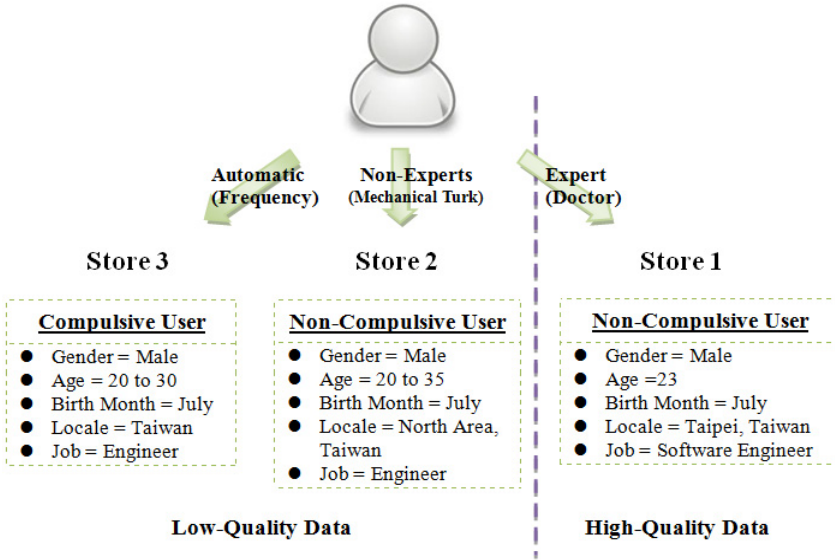 Automatic
(Frequency)
Non-Experts
(Mechanical Turk)
Expert
(Doctor)
Store 3
Compulsive User
● Gender = Male
● Age = 20 to 30
● Birth Month = July
● Locale = Taiwan
● Job = Engineer
Store 2
Non-Compulsive User
● Gender = Male
● Age = 20 to 35
● Birth Month = July
● Locale = North Area,
Taiwan
● Job = Engineer
Store 1
Non-Compulsive User
● Gender = Male
● Age =23
● Birth Month = July
● Locale = Taipei, Taiwan
● Job = Software Engineer
Low-Quality Data
High-Quality Data